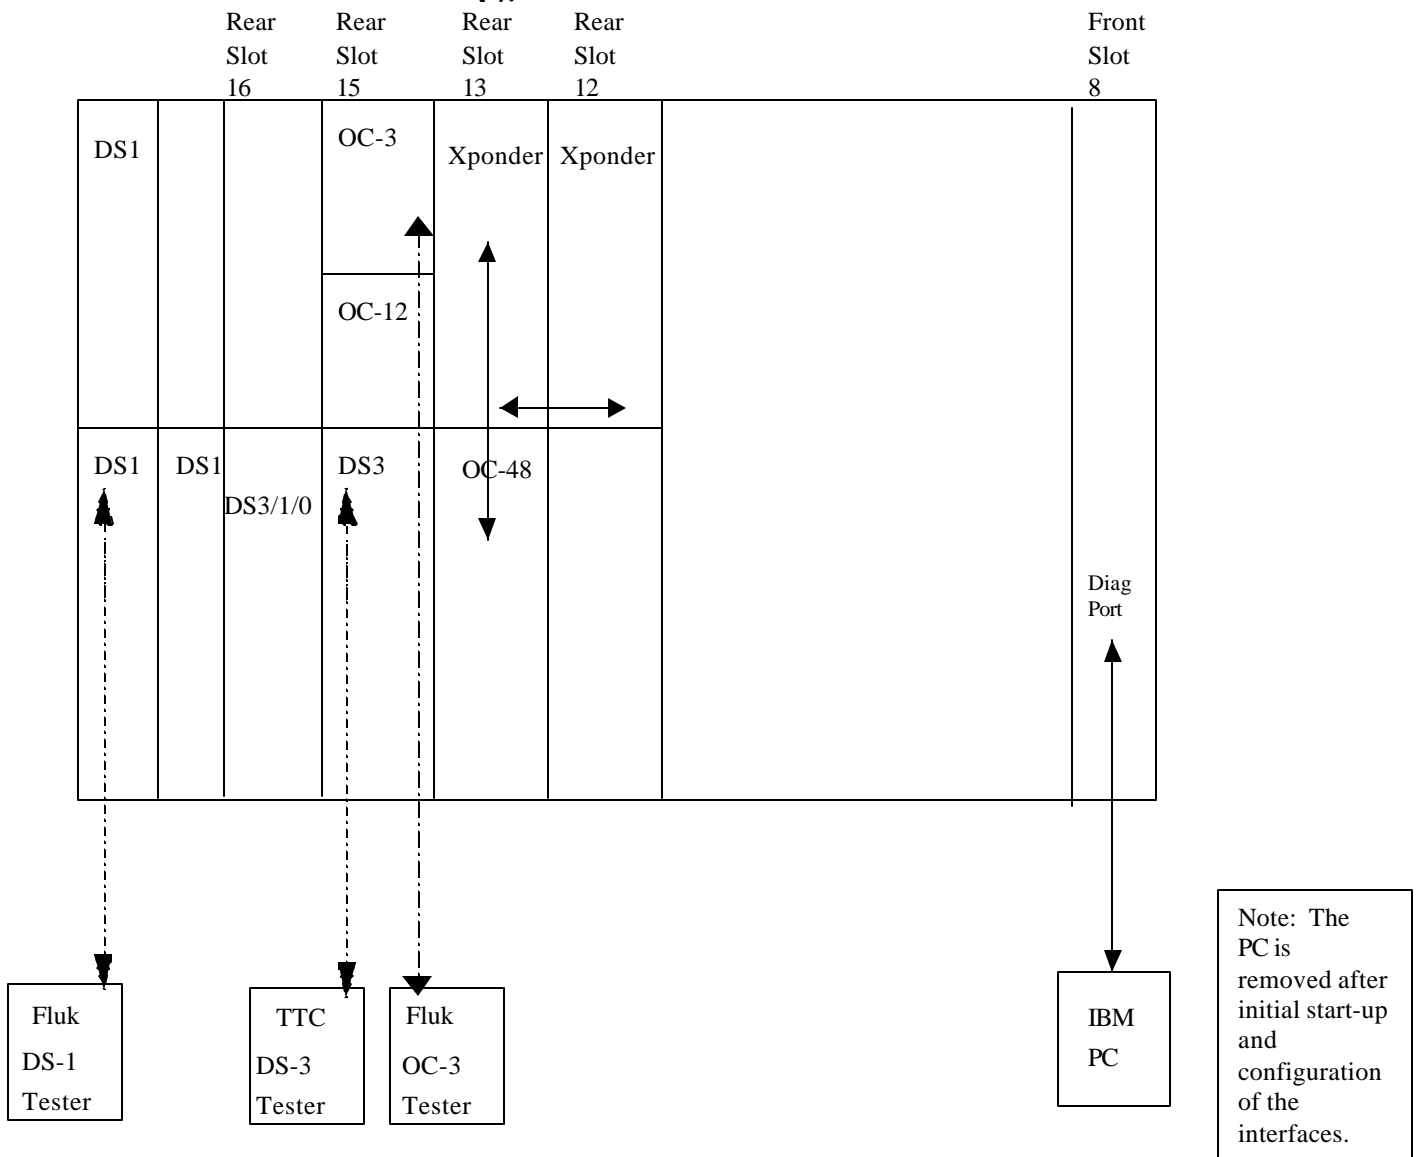 Rear Rear Rear Rear Front
Slot Slot Slot Slot Slot
16 15 13 12 8
DS1 OC-3 Xponder Xponder
OC-12
DS1 DS1 DS3 OC-48
DS3/1/0
Diag
Port
Fluk
DS-1
Tester
TTC
DS-3
Tester
Fluk
OC-3
Tester
IBM
PC
Note: The
PC is
removed after
initial start-up
and
configuration
of the
interfaces.